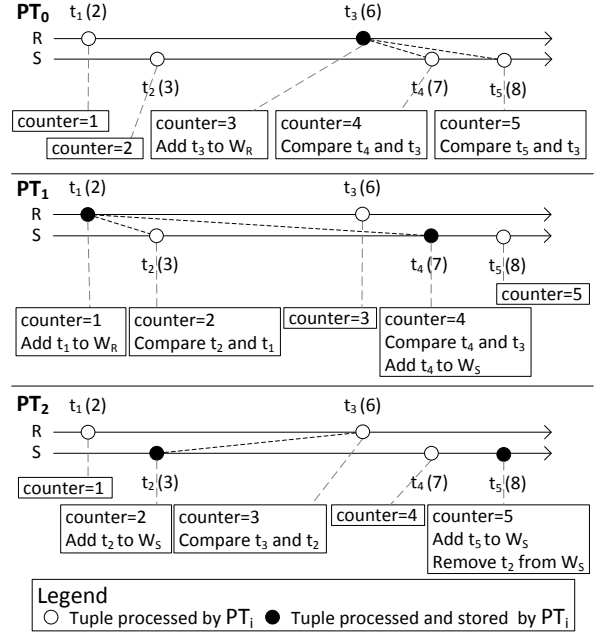 PT0 t1(2) t3(6)
R
S
t2(3) t4(7) t5(8)
counter=1
counter=2
counter=3
Add t3 to WR
counter=4
Compare t4 and t3
counter=5
Compare t5 and t3
PT1 t1(2) t3(6)
R
S
t2(3) t4(7) t5(8)
counter=5
counter=1
Add t1 to WR
counter=2
Compare t2 and t1
counter=3
counter=4
Compare t4 and t3
Add t4 to WS
PT2 t1(2) t3(6)
R
S
t2(3) t4(7) t5(8)
counter=1
counter=2
Add t2 to WS
counter=3
Compare t3 and t2
counter=4
counter=5
Add t5 to WS
Remove t2 from WS
Legend
Tuple processed by PTi
Tuple processed and stored by PTi